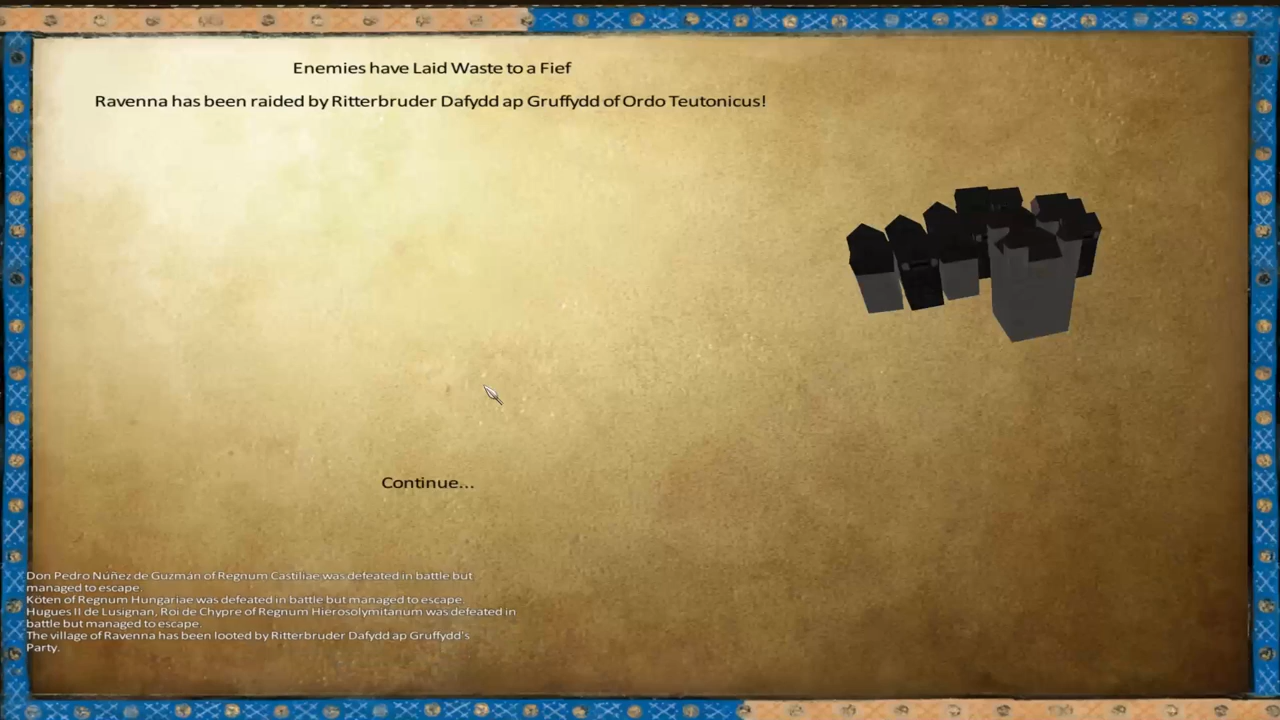 Enemies have Laid Waste to a Fief
Ravenna has been raided by Ritterbruder Dafydd ap Gruffydd of Ordo Teutonicus!
Continue...
Don Pedro Núñez de Guzmán of Regnum Castiliae was defeated in battle but
managed to escape.
Köten of Regnum Hungariae was defeated in battle but managed to escape.
Hugues II de Lusignan, Roi de Chypre of Regnum Hierosolymitanum was defeated in
battle but managed to escape.
The village of Ravenna has been looted by Ritterbruder Dafydd ap Gruffydd's
Party.